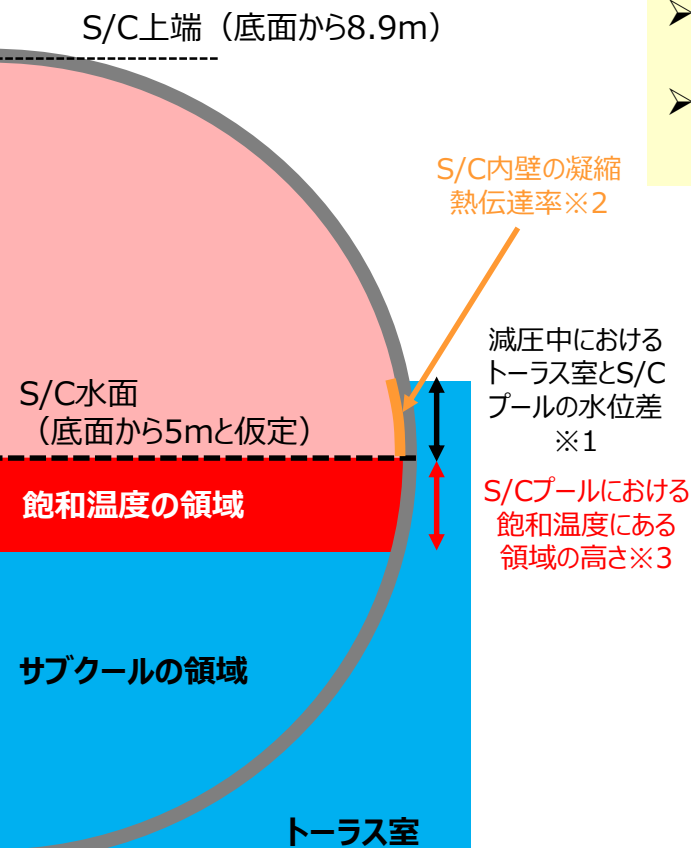 S/C上端（底面から8.9m）
➢
➢
S/C内壁の凝縮
熱伝達率※2
減圧中における
トーラス室とS/C
プールの水位差
※1
S/C水面
（底面から5mと仮定）
S/Cプールにおける
飽和温度にある
領域の高さ※3
飽和温度の領域
サブクールの領域
トーラス室